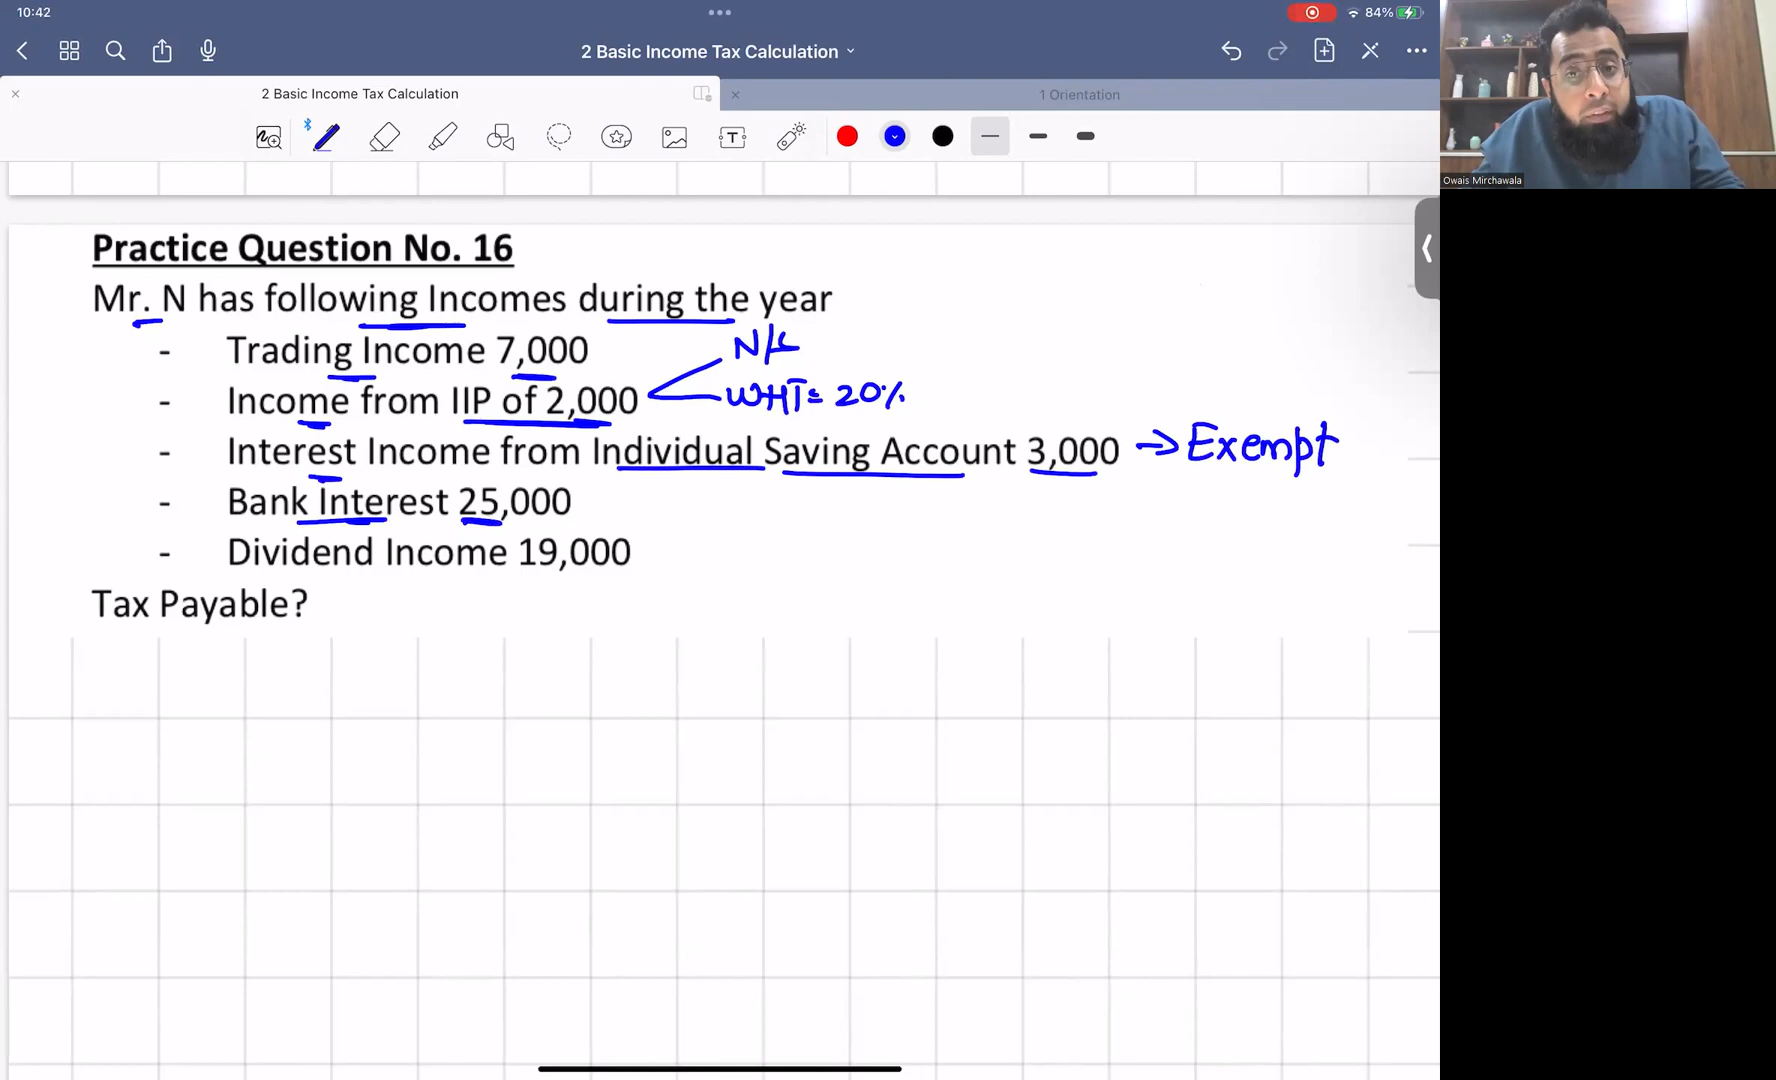 10:42
84%
2 Basic Income Tax Calculation
2 Basic Income Tax Calculation
1 Orientation
T
Owais Mirchawala
Practice Question No. 16
Mr. N has following Incomes during the year
- Trading Income 7,000
N/L
- Income from IIP of 2,000 WHT = 20%
- Interest Income from Individual Saving Account 3,000 → Exempt
- Bank Interest 25,000
- Dividend Income 19,000
Tax Payable?